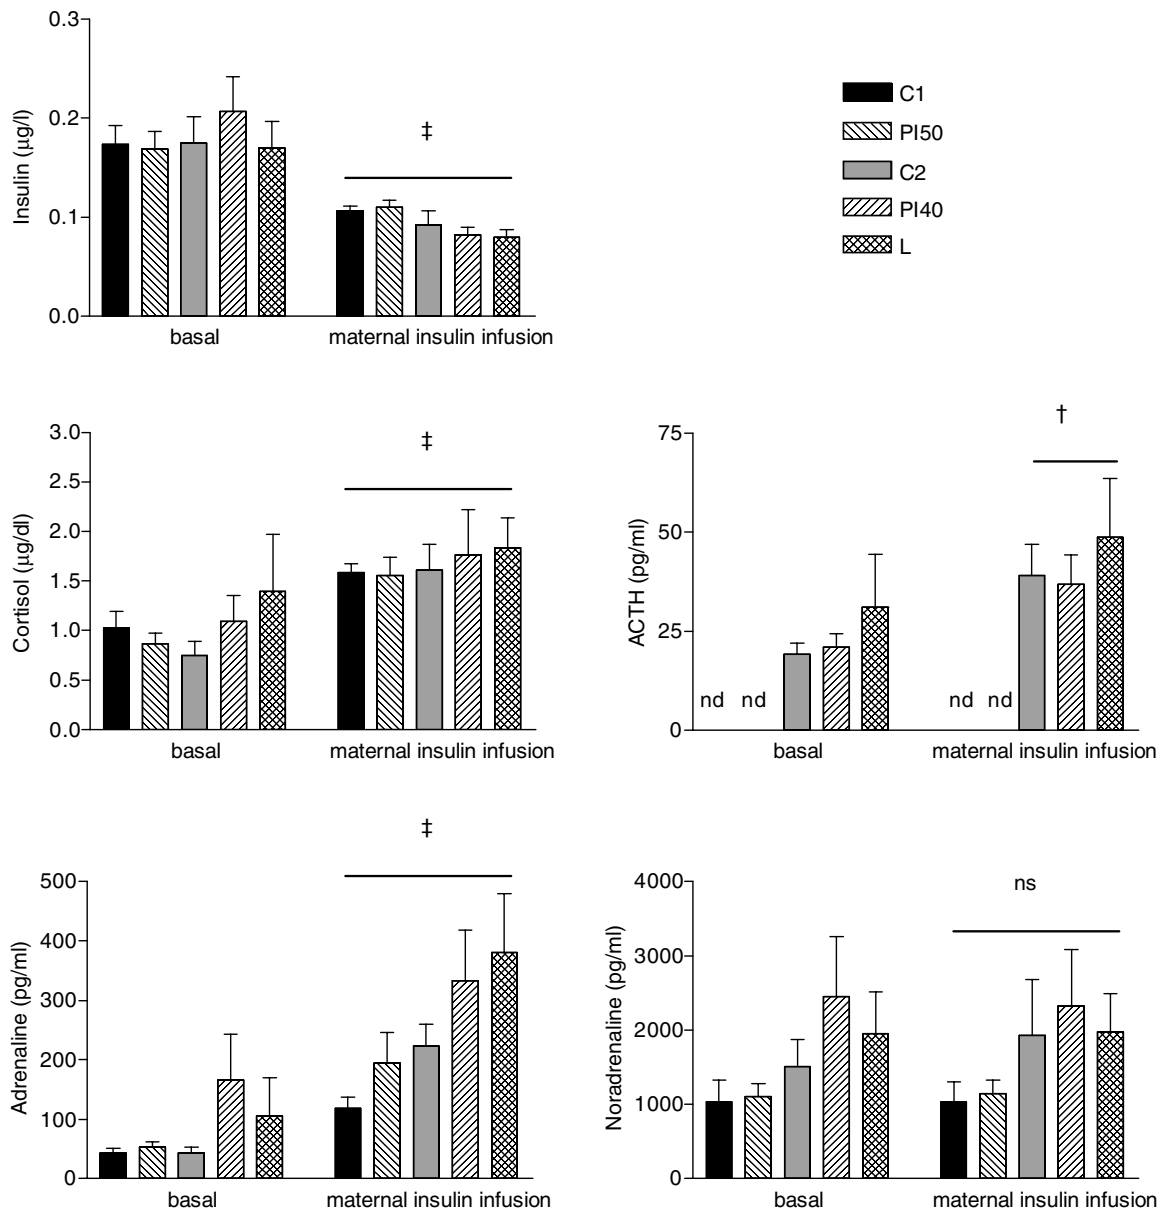 Insulin (μg/l)
0.3
0.2
0.1
0.0
‡
basal
maternal insulin infusion
C1
PI50
C2
PI40
L
Cortisol (μg/dl)
3.0
2.5
2.0
1.5
1.0
0.5
0.0
‡
basal
maternal insulin infusion
ACTH (pg/ml)
75
50
25
0
†
nd nd
nd nd
basal
maternal insulin infusion
Adrenaline (pg/ml)
500
400
300
200
100
0
‡
basal
maternal insulin infusion
Noradrenaline (pg/ml)
4000
3000
2000
1000
0
ns
basal
maternal insulin infusion